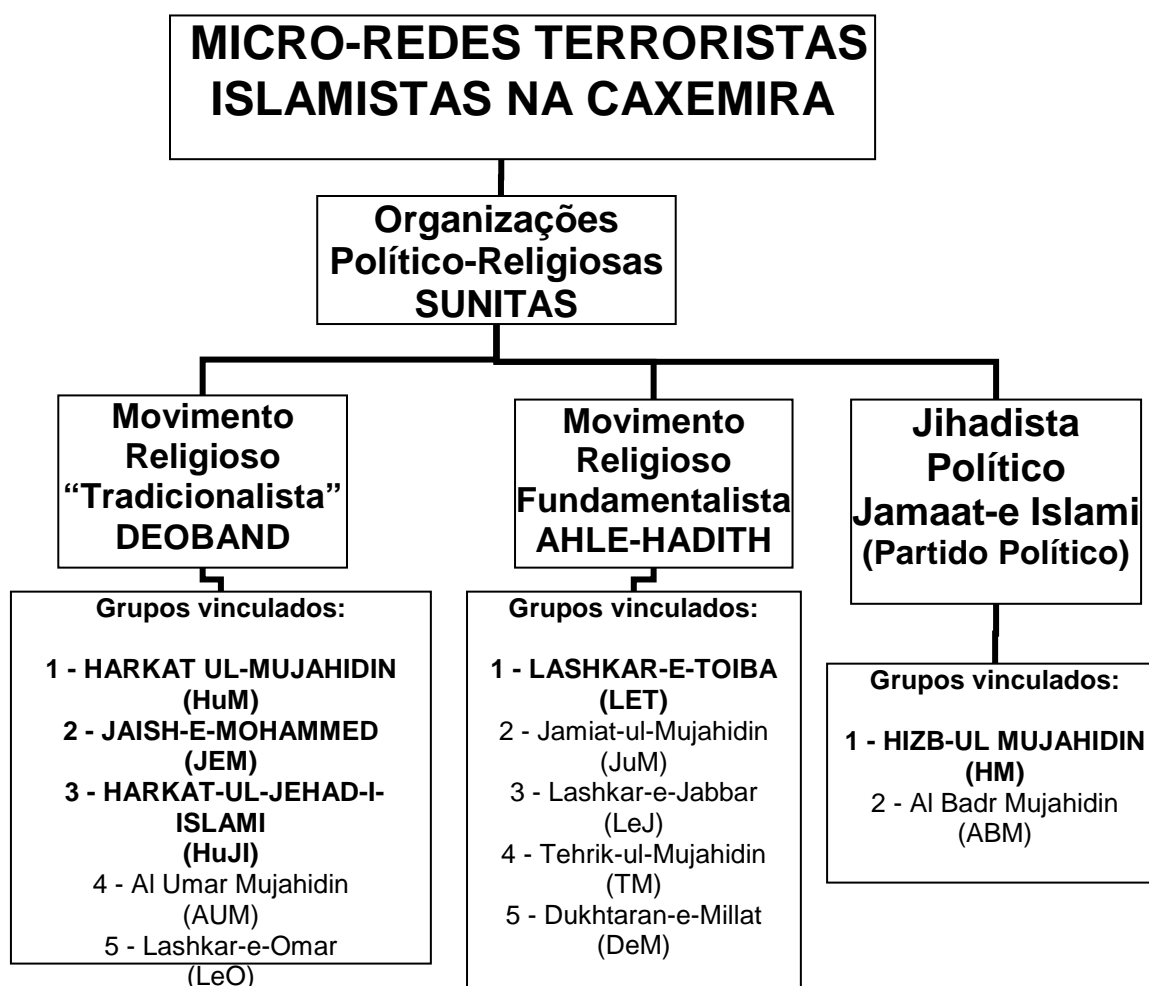 MICRO-REDES TERRORISTAS
ISLAMISTAS NA CAXEMIRA
Organizações
Político-Religiosas
SUNITAS
Movimento
Religioso
“Tradicionalista”
DEOBAND
Grupos vinculados:
1 - HARKAT UL-MUJAHIDIN
(HuM)
2 - JAISH-E-MOHAMMED
(JEM)
3 - HARKAT-UL-JEHAD-I-
ISLAMI
(HuJI)
4 - Al Umar Mujahidin
(AUM)
5 - Lashkar-e-Omar
(LeO)
Movimento
Religioso
Fundamentalista
AHLE-HADITH
Grupos vinculados:
1 - LASHKAR-E-TOIBA
(LET)
2 - Jamiat-ul-Mujahidin
(JuM)
3 - Lashkar-e-Jabbar
(LeJ)
4 - Tehrik-ul-Mujahidin
(TM)
5 - Dukhtaran-e-Millat
(DeM)
Jihadista
Político
Jamaat-e Islami
(Partido Político)
Grupos vinculados:
1 - HIZB-UL MUJAHIDIN
(HM)
2 - Al Badr Mujahidin
(ABM)